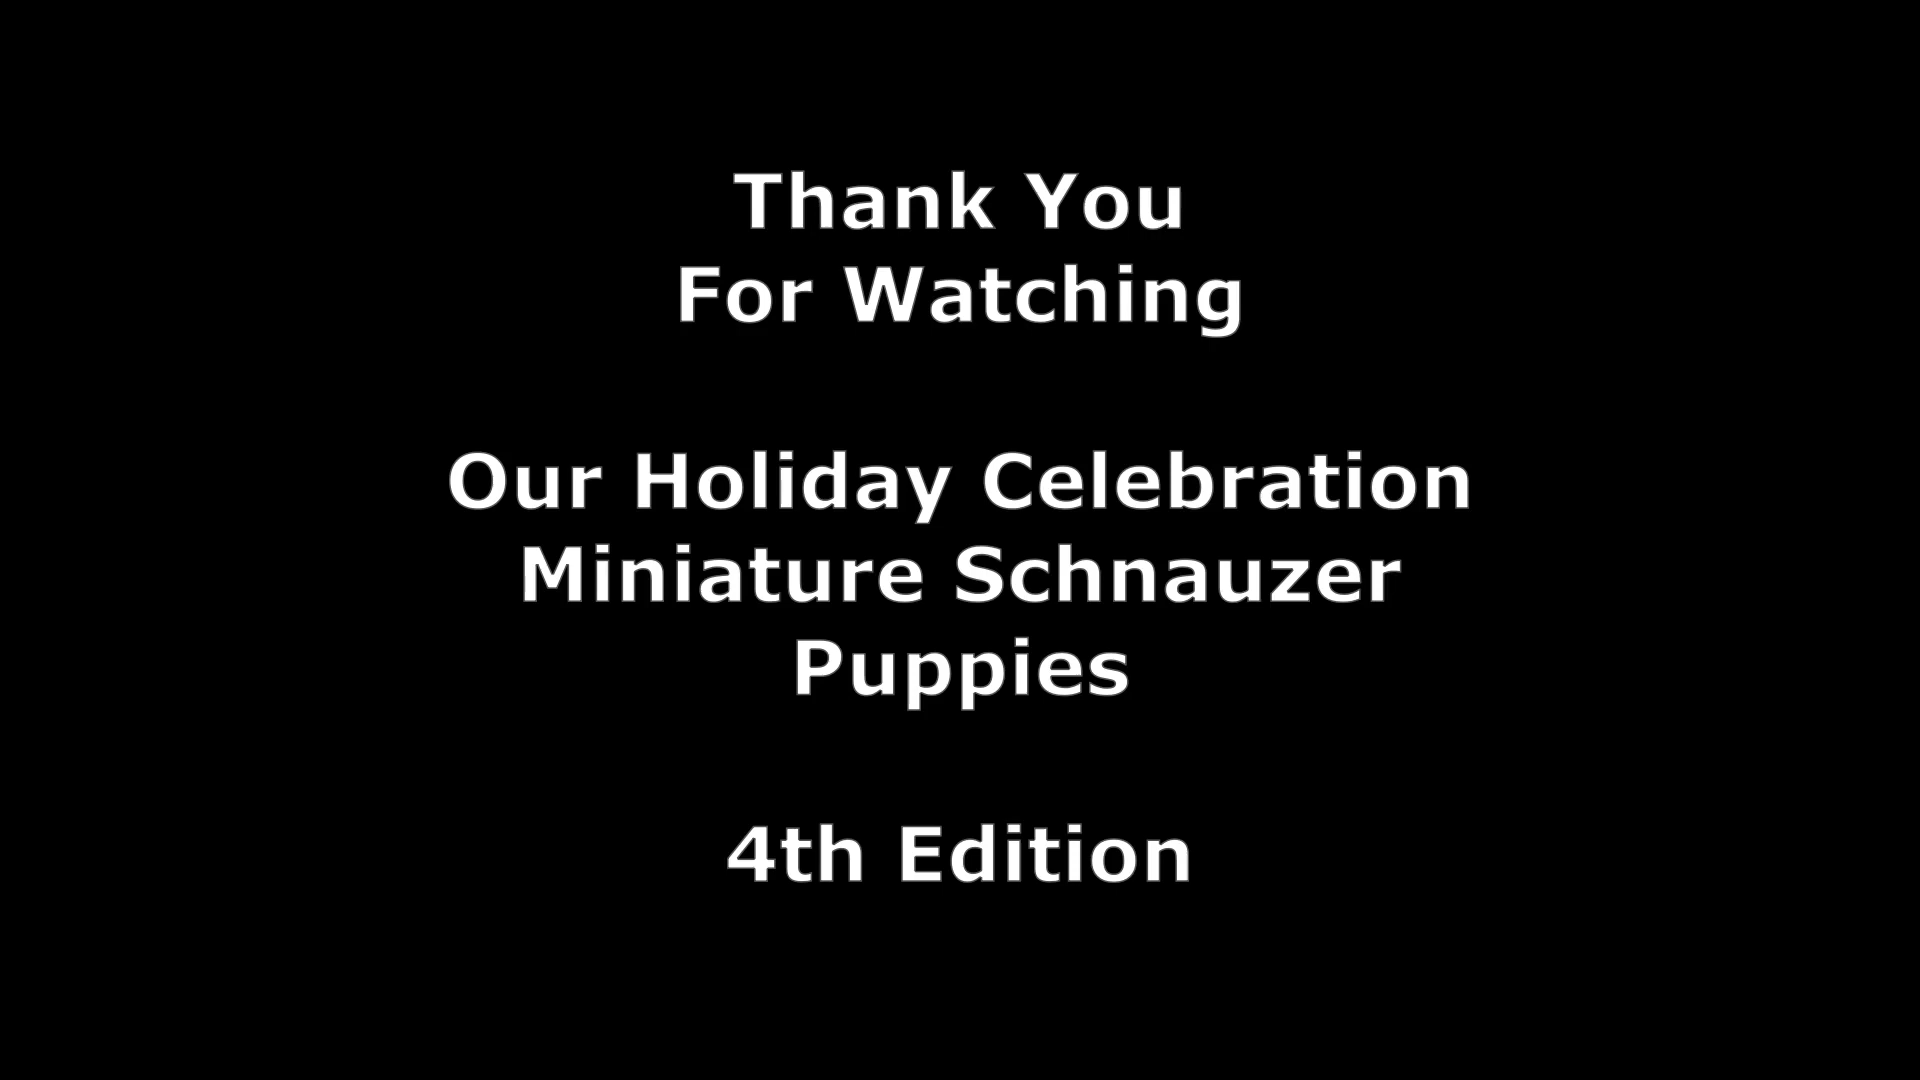 Thank You
For Watching
Our Holiday Celebration
Miniature Schnauzer
Puppies
4th Edition